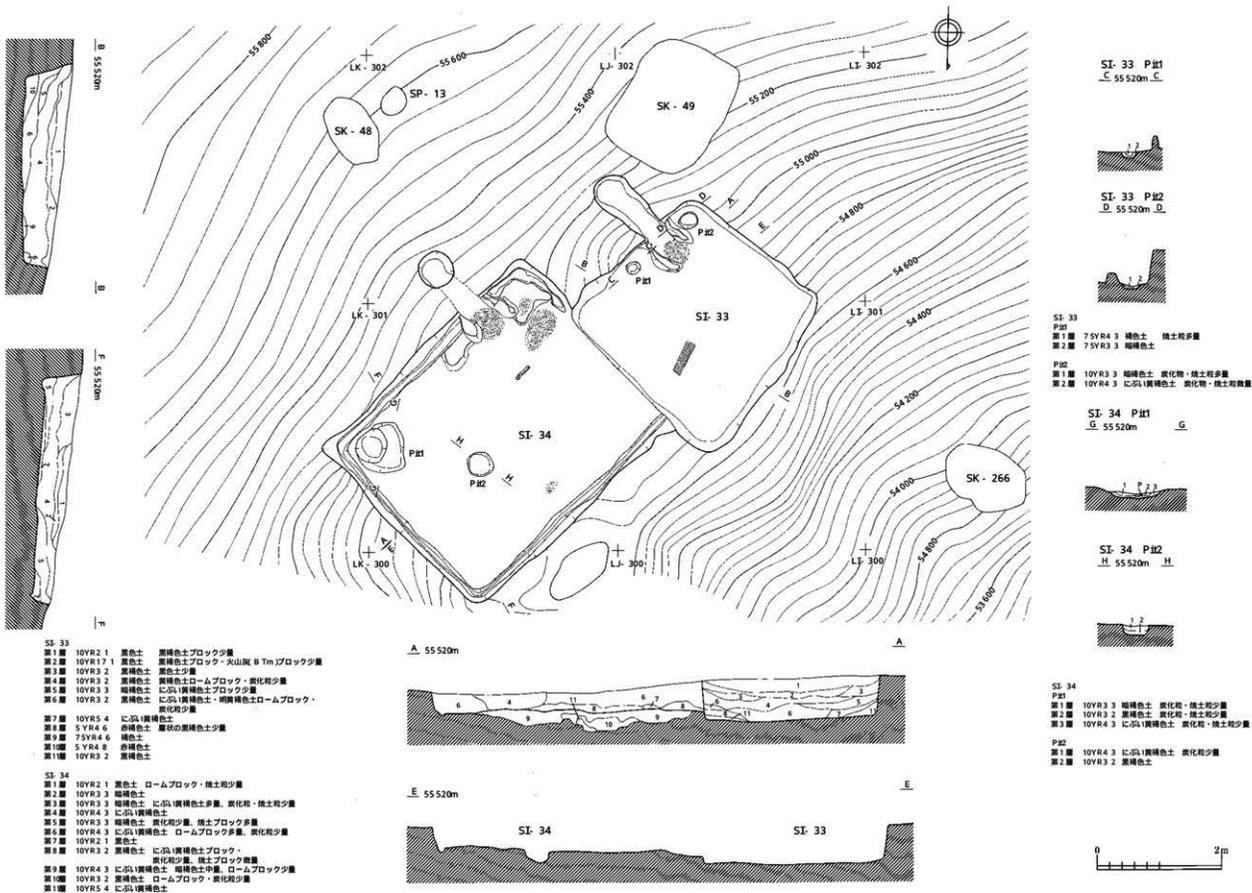 55 800
LK - 302
55 600
SP - 13
SK - 48
LJ - 302
55 400
SK - 49
55 200
LI - 302
55 000
54 800
54 600
54 400
54 200
54 000
54 800
53 600
LK - 301
LI - 301
SI- 33
Pit1
Pit2
SI- 34
Pit1
Pit2
SK - 266
LK - 300
LJ - 300
LI - 300
B
55 520m
B
F
55 520m
F
SI- 33 Pit1
C 55 520m C
SI- 33 Pit2
D 55 520m D
SI- 33
Pit1
第1層 7 5YR4 3 褐色土 焼土粒多量
第2層 7 5YR3 3 暗褐色土
Pit2
第1層 10YR3 3 暗褐色土 炭化物・焼土粒多量
第2層 10YR4 3 にぶい黄褐色土 炭化物・焼土粒微量
SI- 34 Pit1
G 55 520m G
SI- 34 Pit2
H 55 520m H
SI- 34
Pit1
第1層 10YR3 3 暗褐色土 炭化粒・焼土粒少量
第2層 10YR3 2 黒褐色土 炭化粒・焼土粒少量
第3層 10YR4 3 にぶい黄褐色土 炭化粒・焼土粒少量
Pit2
第1層 10YR4 3 にぶい黄褐色土 炭化粒少量
第2層 10YR3 2 黒褐色土
SI- 33
第1層 10YR2 1 黒色土 黒褐色土ブロック少量
第2層 10YR17 1 黒色土 黒褐色土ブロック・火山灰( B Tm )ブロック少量
第3層 10YR3 2 黒褐色土 黒色土少量
第4層 10YR3 2 黒褐色土 黄褐色土ロームブロック・炭化粒少量
第5層 10YR3 3 暗褐色土 にぶい黄褐色土ブロック少量
第6層 10YR3 2 黒褐色土 にぶい黄褐色土・明黄褐色土ロームブロック・
炭化粒少量
第7層 10YR5 4 にぶい黄褐色土
第8層 5 YR4 6 赤褐色土 層状の黒褐色土少量
第9層 7 5YR4 6 褐色土
第10層 5 YR4 8 赤褐色土
第11層 10YR3 2 黒褐色土
SI- 34
第1層 10YR2 1 黒色土 ロームブロック・焼土粒少量
第2層 10YR3 3 暗褐色土
第3層 10YR3 3 暗褐色土 にぶい黄褐色土多量、炭化粒・焼土粒少量
第4層 10YR4 3 にぶい黄褐色土
第5層 10YR3 3 暗褐色土 炭化粒少量、焼土ブロック多量
第6層 10YR4 3 にぶい黄褐色土 ロームブロック多量、炭化粒少量
第7層 10YR2 1 黒色土
第8層 10YR3 2 黒褐色土 にぶい黄褐色土ブロック・
炭化粒少量、焼土ブロック微量
第9層 10YR4 3 にぶい黄褐色土 暗褐色土中量、ロームブロック少量
第10層 10YR3 2 黒褐色土 ロームブロック・炭化粒少量
第11層 10YR5 4 にぶい黄褐色土
A 55 520m A
E 55 520m E
SI- 34 SI- 33
0 2m